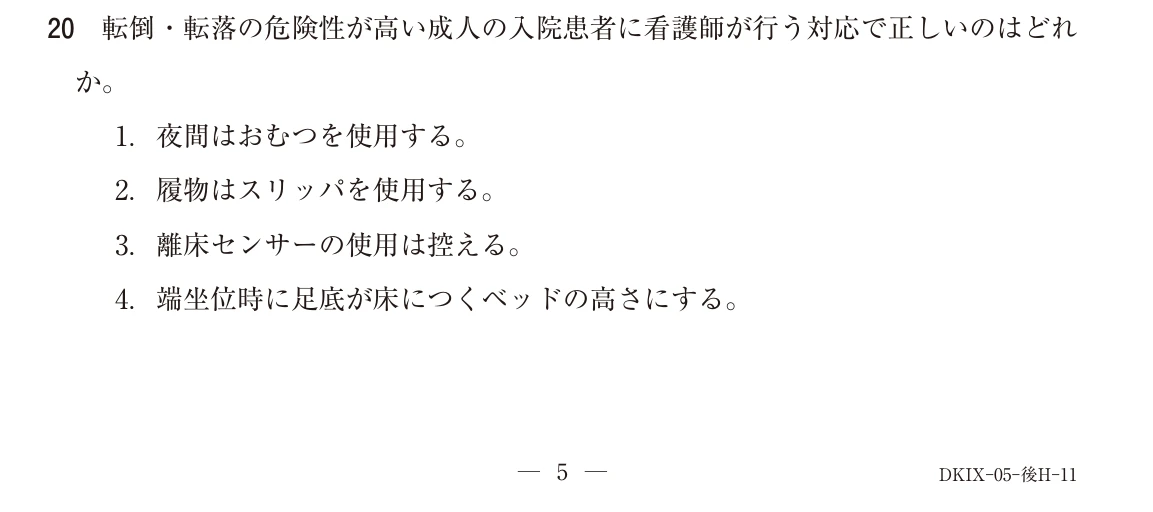 20 転倒・転落の危険性が高い成人の入院患者に看護師が行う対応で正しいのはどれ
か。
1. 夜間はおむつを使用する。
2. 履物はスリッパを使用する。
3. 離床センサーの使用は控える。
4. 端坐位時に足底が床につくベッドの高さにする。
— 5 —
DKIX-05-後H-11